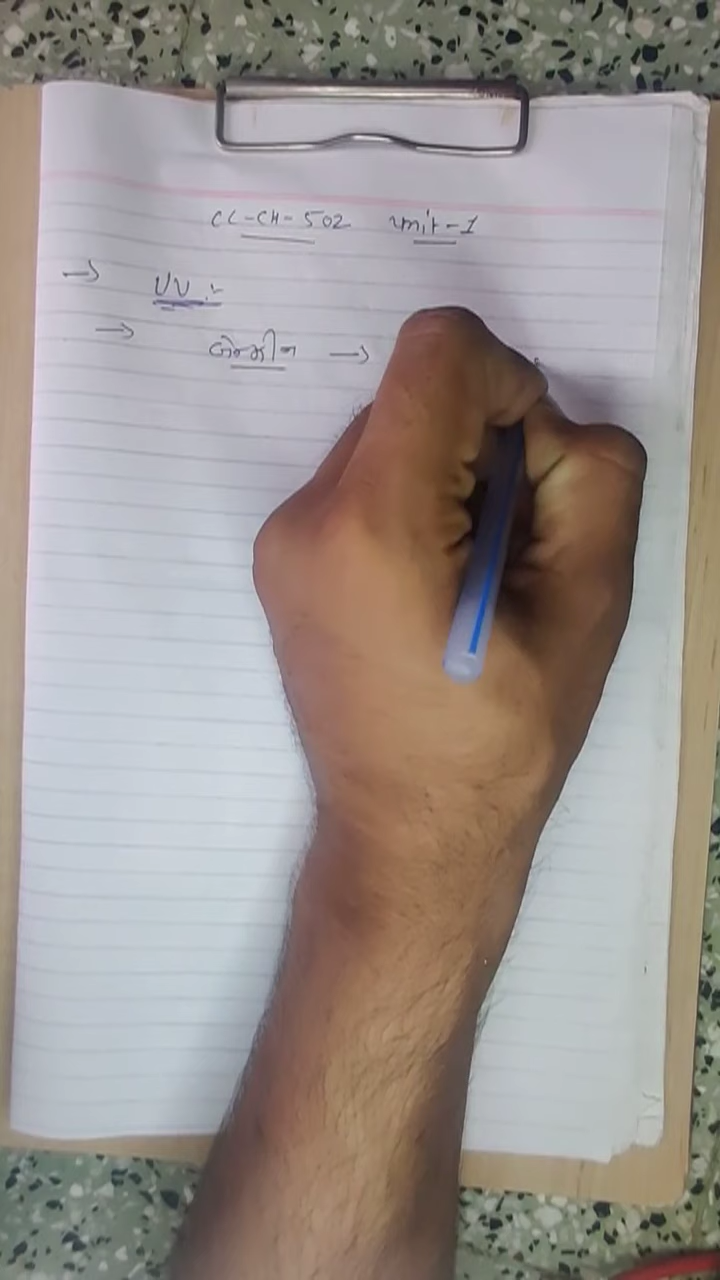 CC-CH-502 Unit-1
→ UV :-
→ બેન્ઝીન →